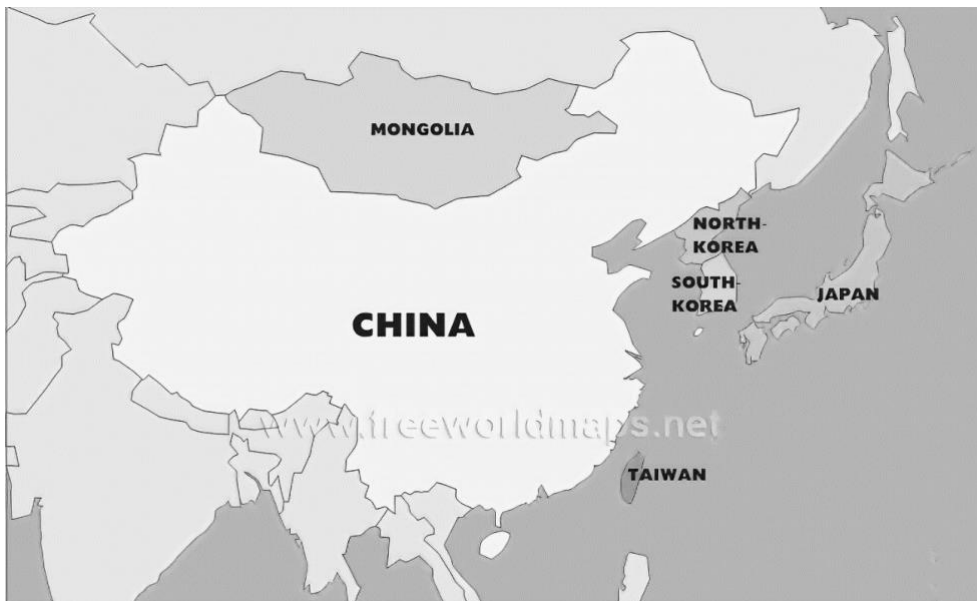 MONGOLIA
NORTH-
KOREA
SOUTH-
KOREA
JAPAN
CHINA
www.freeworldmaps.net
TAIWAN